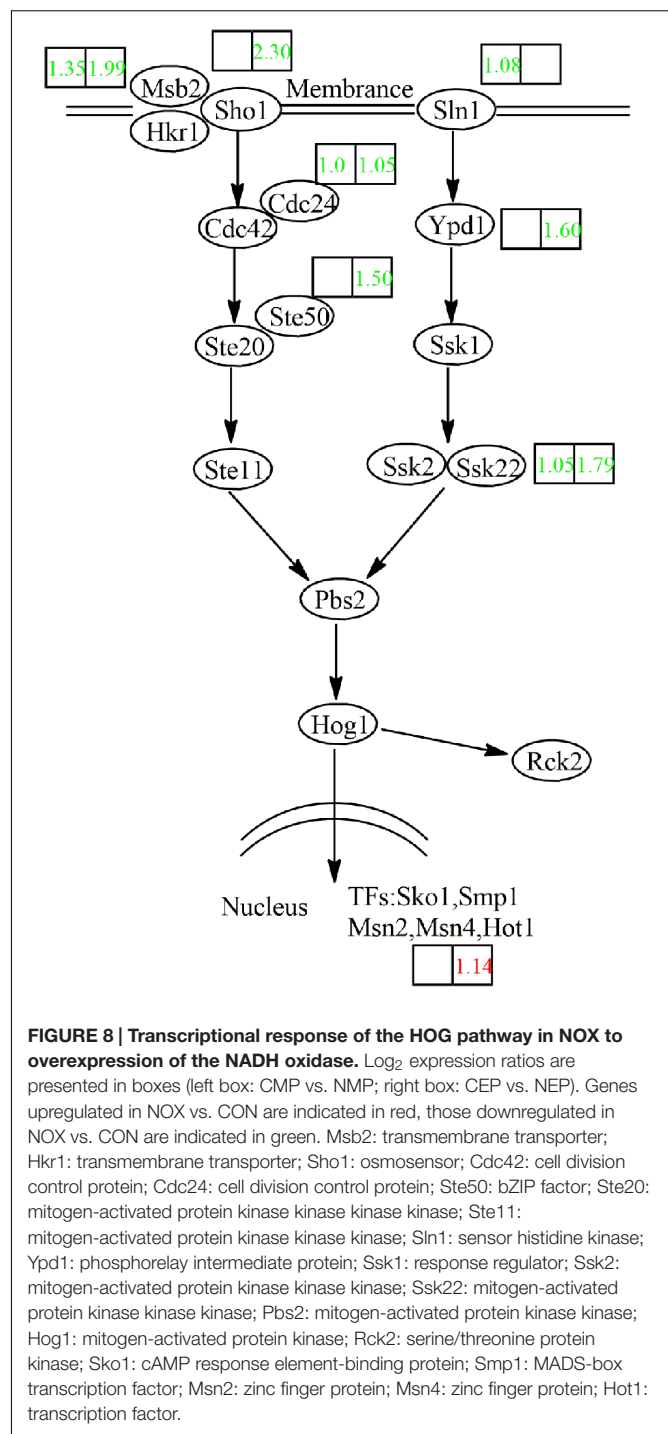 2.30
1.35 1.99
1.08
Msb2
Membrance
Sho1
Sln1
Hkr1
1.0 1.05
Cdc24
Cdc42
Ypd1
1.60
1.50
Ste50
Ste20
Ssk1
Ste11
Ssk2
Ssk22
1.05 1.79
Pbs2
Hog1
Rck2
Nucleus
TFs:Sko1,Smp1
Msn2,Msn4,Hot1
1.14
FIGURE 8 | Transcriptional response of the HOG pathway in NOX to
overexpression of the NADH oxidase. Log2 expression ratios are
presented in boxes (left box: CMP vs. NMP; right box: CEP vs. NEP). Genes
upregulated in NOX vs. CON are indicated in red, those downregulated in
NOX vs. CON are indicated in green. Msb2: transmembrane transporter;
Hkr1: transmembrane transporter; Sho1: osmosensor; Cdc42: cell division
control protein; Cdc24: cell division control protein; Ste50: bZIP factor; Ste20:
mitogen-activated protein kinase kinase kinase kinase; Ste11:
mitogen-activated protein kinase kinase kinase; Sln1: sensor histidine kinase;
Ypd1: phosphorelay intermediate protein; Ssk1: response regulator; Ssk2:
mitogen-activated protein kinase kinase kinase; Ssk22: mitogen-activated
protein kinase kinase kinase; Pbs2: mitogen-activated protein kinase kinase;
Hog1: mitogen-activated protein kinase; Rck2: serine/threonine protein
kinase; Sko1: cAMP response element-binding protein; Smp1: MADS-box
transcription factor; Msn2: zinc finger protein; Msn4: zinc finger protein; Hot1:
transcription factor.